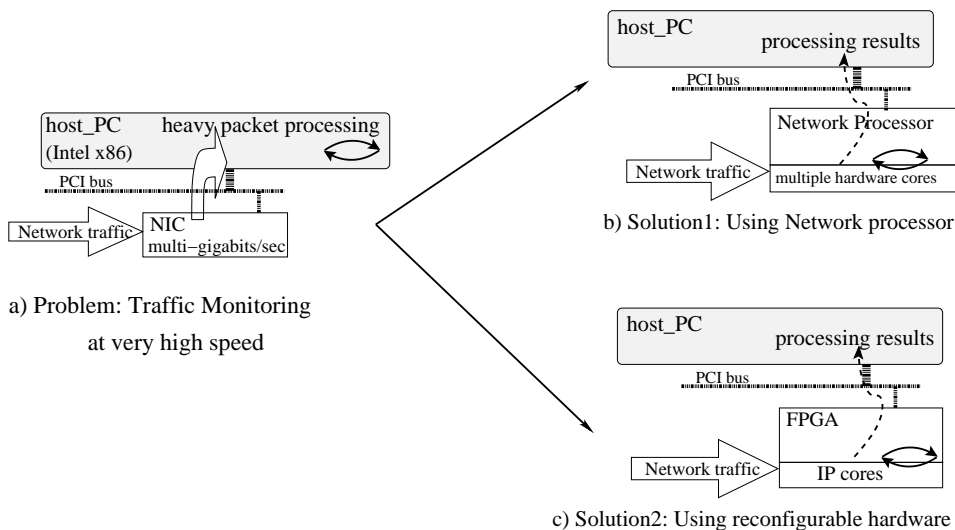 host_PC
heavy packet processing
(Intel x86)
PCI bus
Network traffic
NIC
multi−gigabits/sec
a) Problem: Traffic Monitoring
at very high speed
host_PC
processing results
PCI bus
Network Processor
Network traffic
multiple hardware cores
b) Solution1: Using Network processor
host_PC
processing results
PCI bus
FPGA
Network traffic
IP cores
c) Solution2: Using reconfigurable hardware